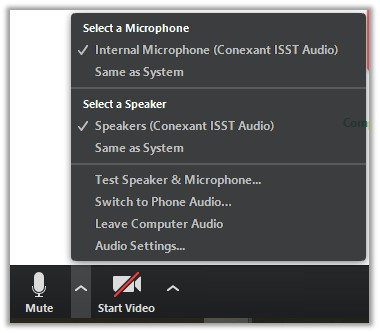 Select a Microphone
Internal Microphone (Conexant ISST Audio)
Same as System
Select a Speaker
Speakers (Conexant ISST Audio)
Same as System
Test Speaker & Microphone...
Switch to Phone Audio...
Leave Computer Audio
Audio Settings...
Mute
Start Video